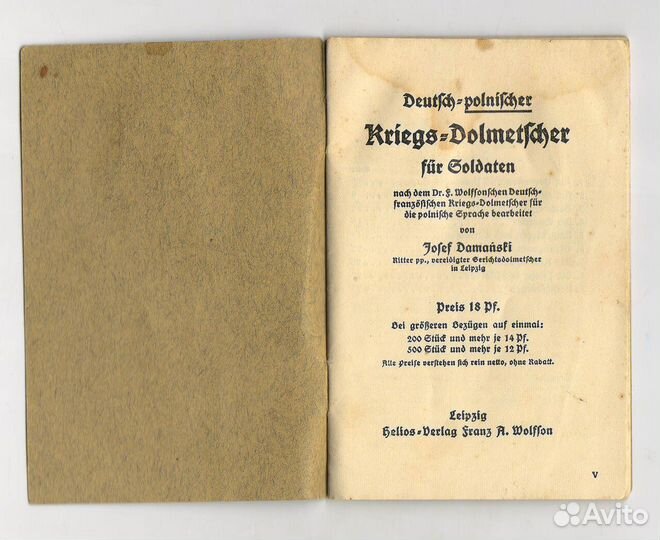 Deutsch=polnischer
Kriegs=Dolmetscher
für Soldaten
nach dem Dr. F. Wolffsonschen Deutsch=
französischen Kriegs=Dolmetscher für
die polnische Sprache bearbeitet
von
Josef Damański
Ritter pp., vereidigter Gerichtsdolmetscher
in Leipzig
Preis 18 Pf.
Bei größeren Bezügen auf einmal:
200 Stück und mehr je 14 Pf.
500 Stück und mehr je 12 Pf.
Alle Preise verstehen sich rein netto, ohne Rabatt.
Leipzig
Helios=Verlag Franz A. Wolffson
V
Avito